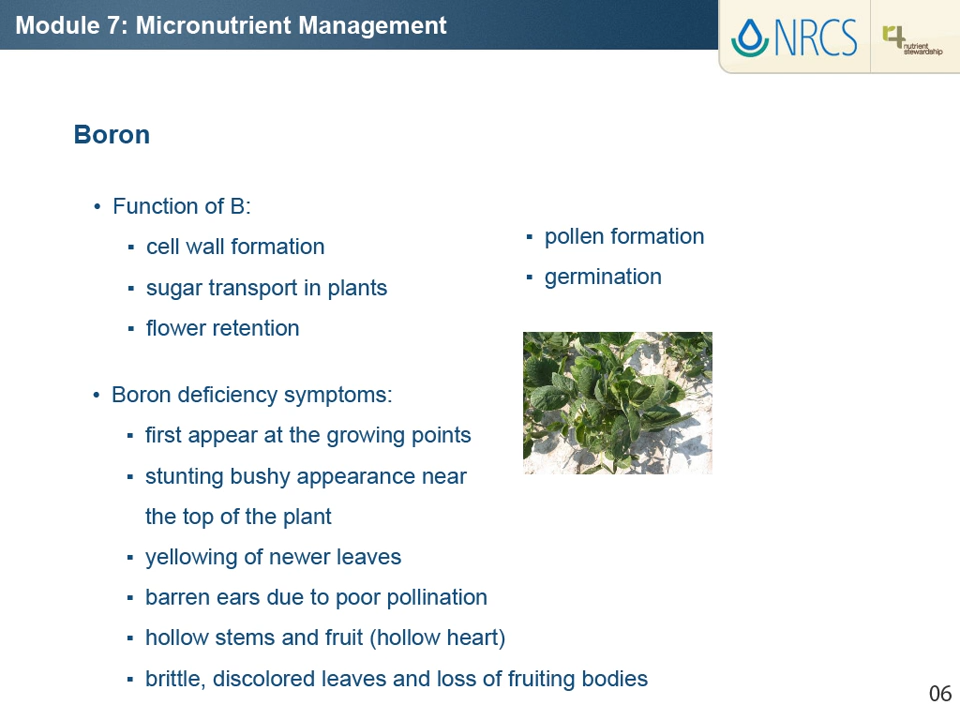 Module 7: Micronutrient Management
NRCS
r4 nutrient
stewardship
Boron
• Function of B:
▪ cell wall formation
▪ sugar transport in plants
▪ flower retention
▪ pollen formation
▪ germination
• Boron deficiency symptoms:
▪ first appear at the growing points
▪ stunting bushy appearance near
the top of the plant
▪ yellowing of newer leaves
▪ barren ears due to poor pollination
▪ hollow stems and fruit (hollow heart)
▪ brittle, discolored leaves and loss of fruiting bodies
06